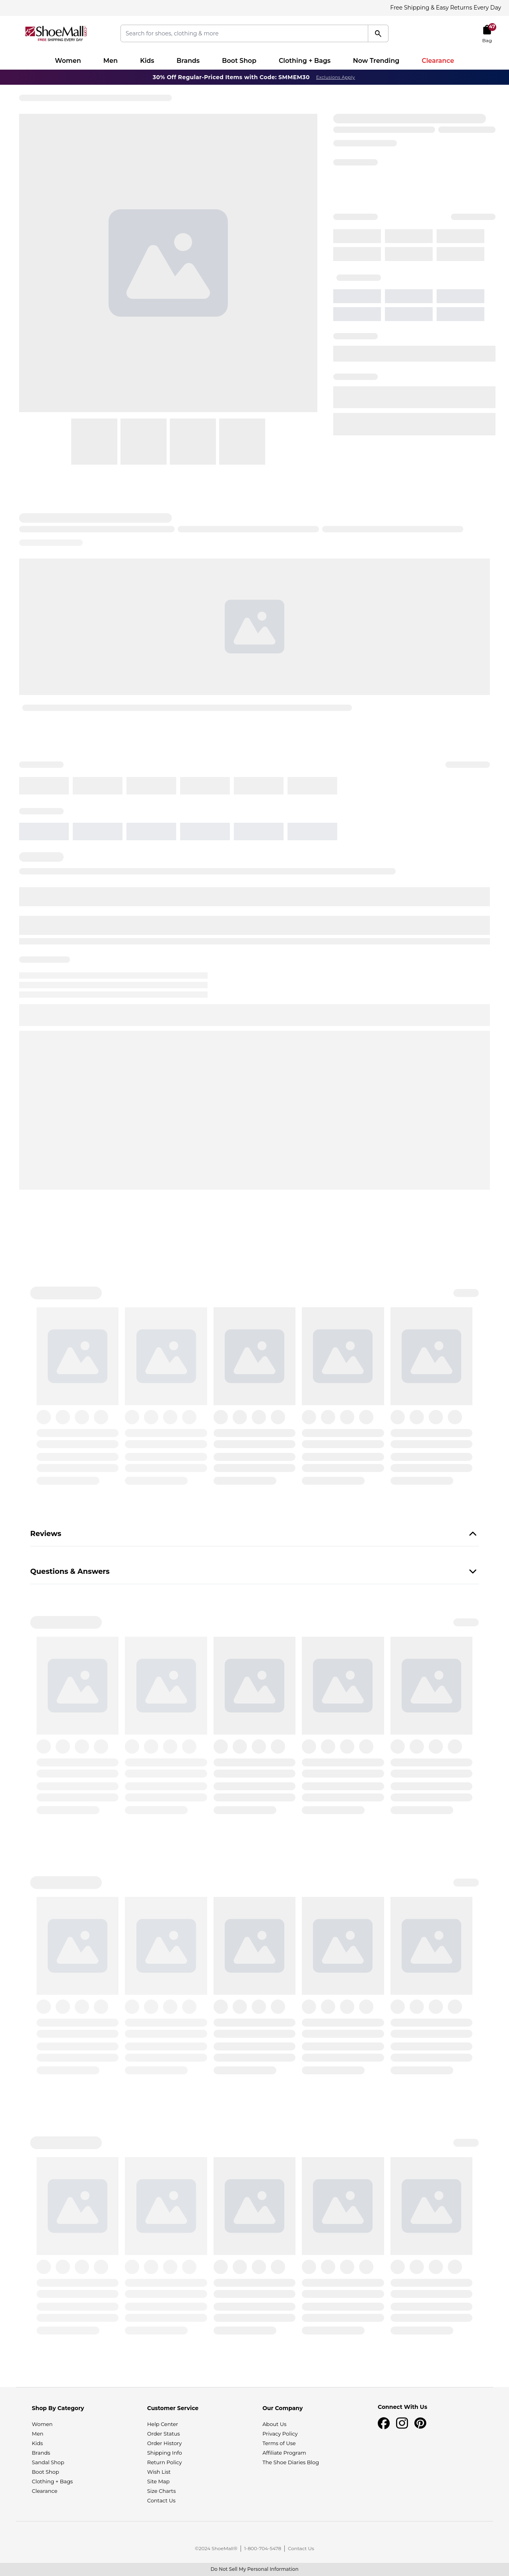 Free Shipping & Easy Returns Every Day
ShoeMall
FREE SHIPPING EVERY DAY
Search for shoes, clothing & more
Bag
Women Men Kids Brands Boot Shop Clothing + Bags Now Trending Clearance
30% Off Regular-Priced Items with Code: SMMEM30 Exclusions Apply
Reviews
Questions & Answers
Shop By Category
Women
Men
Kids
Brands
Sandal Shop
Boot Shop
Clothing + Bags
Clearance
Customer Service
Help Center
Order Status
Order History
Shipping Info
Return Policy
Wish List
Site Map
Size Charts
Contact Us
Our Company
About Us
Privacy Policy
Terms of Use
Affiliate Program
The Shoe Diaries Blog
Connect With Us
©2024 ShoeMall® | 1-800-704-5478 | Contact Us
Do Not Sell My Personal Information